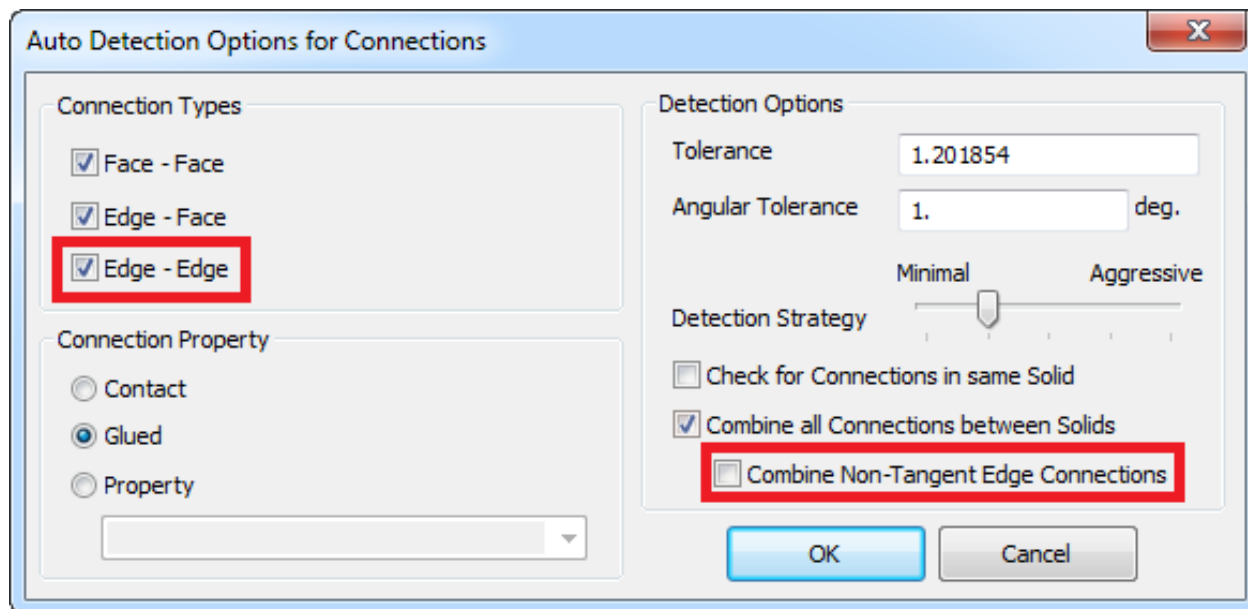 Auto Detection Options for Connections
Connection Types
Face - Face
Edge - Face
Edge - Edge
Connection Property
Contact
Glued
Property
Detection Options
Tolerance 1.201854
Angular Tolerance 1. deg.
Minimal Aggressive
Detection Strategy
Check for Connections in same Solid
Combine all Connections between Solids
Combine Non-Tangent Edge Connections
OK Cancel